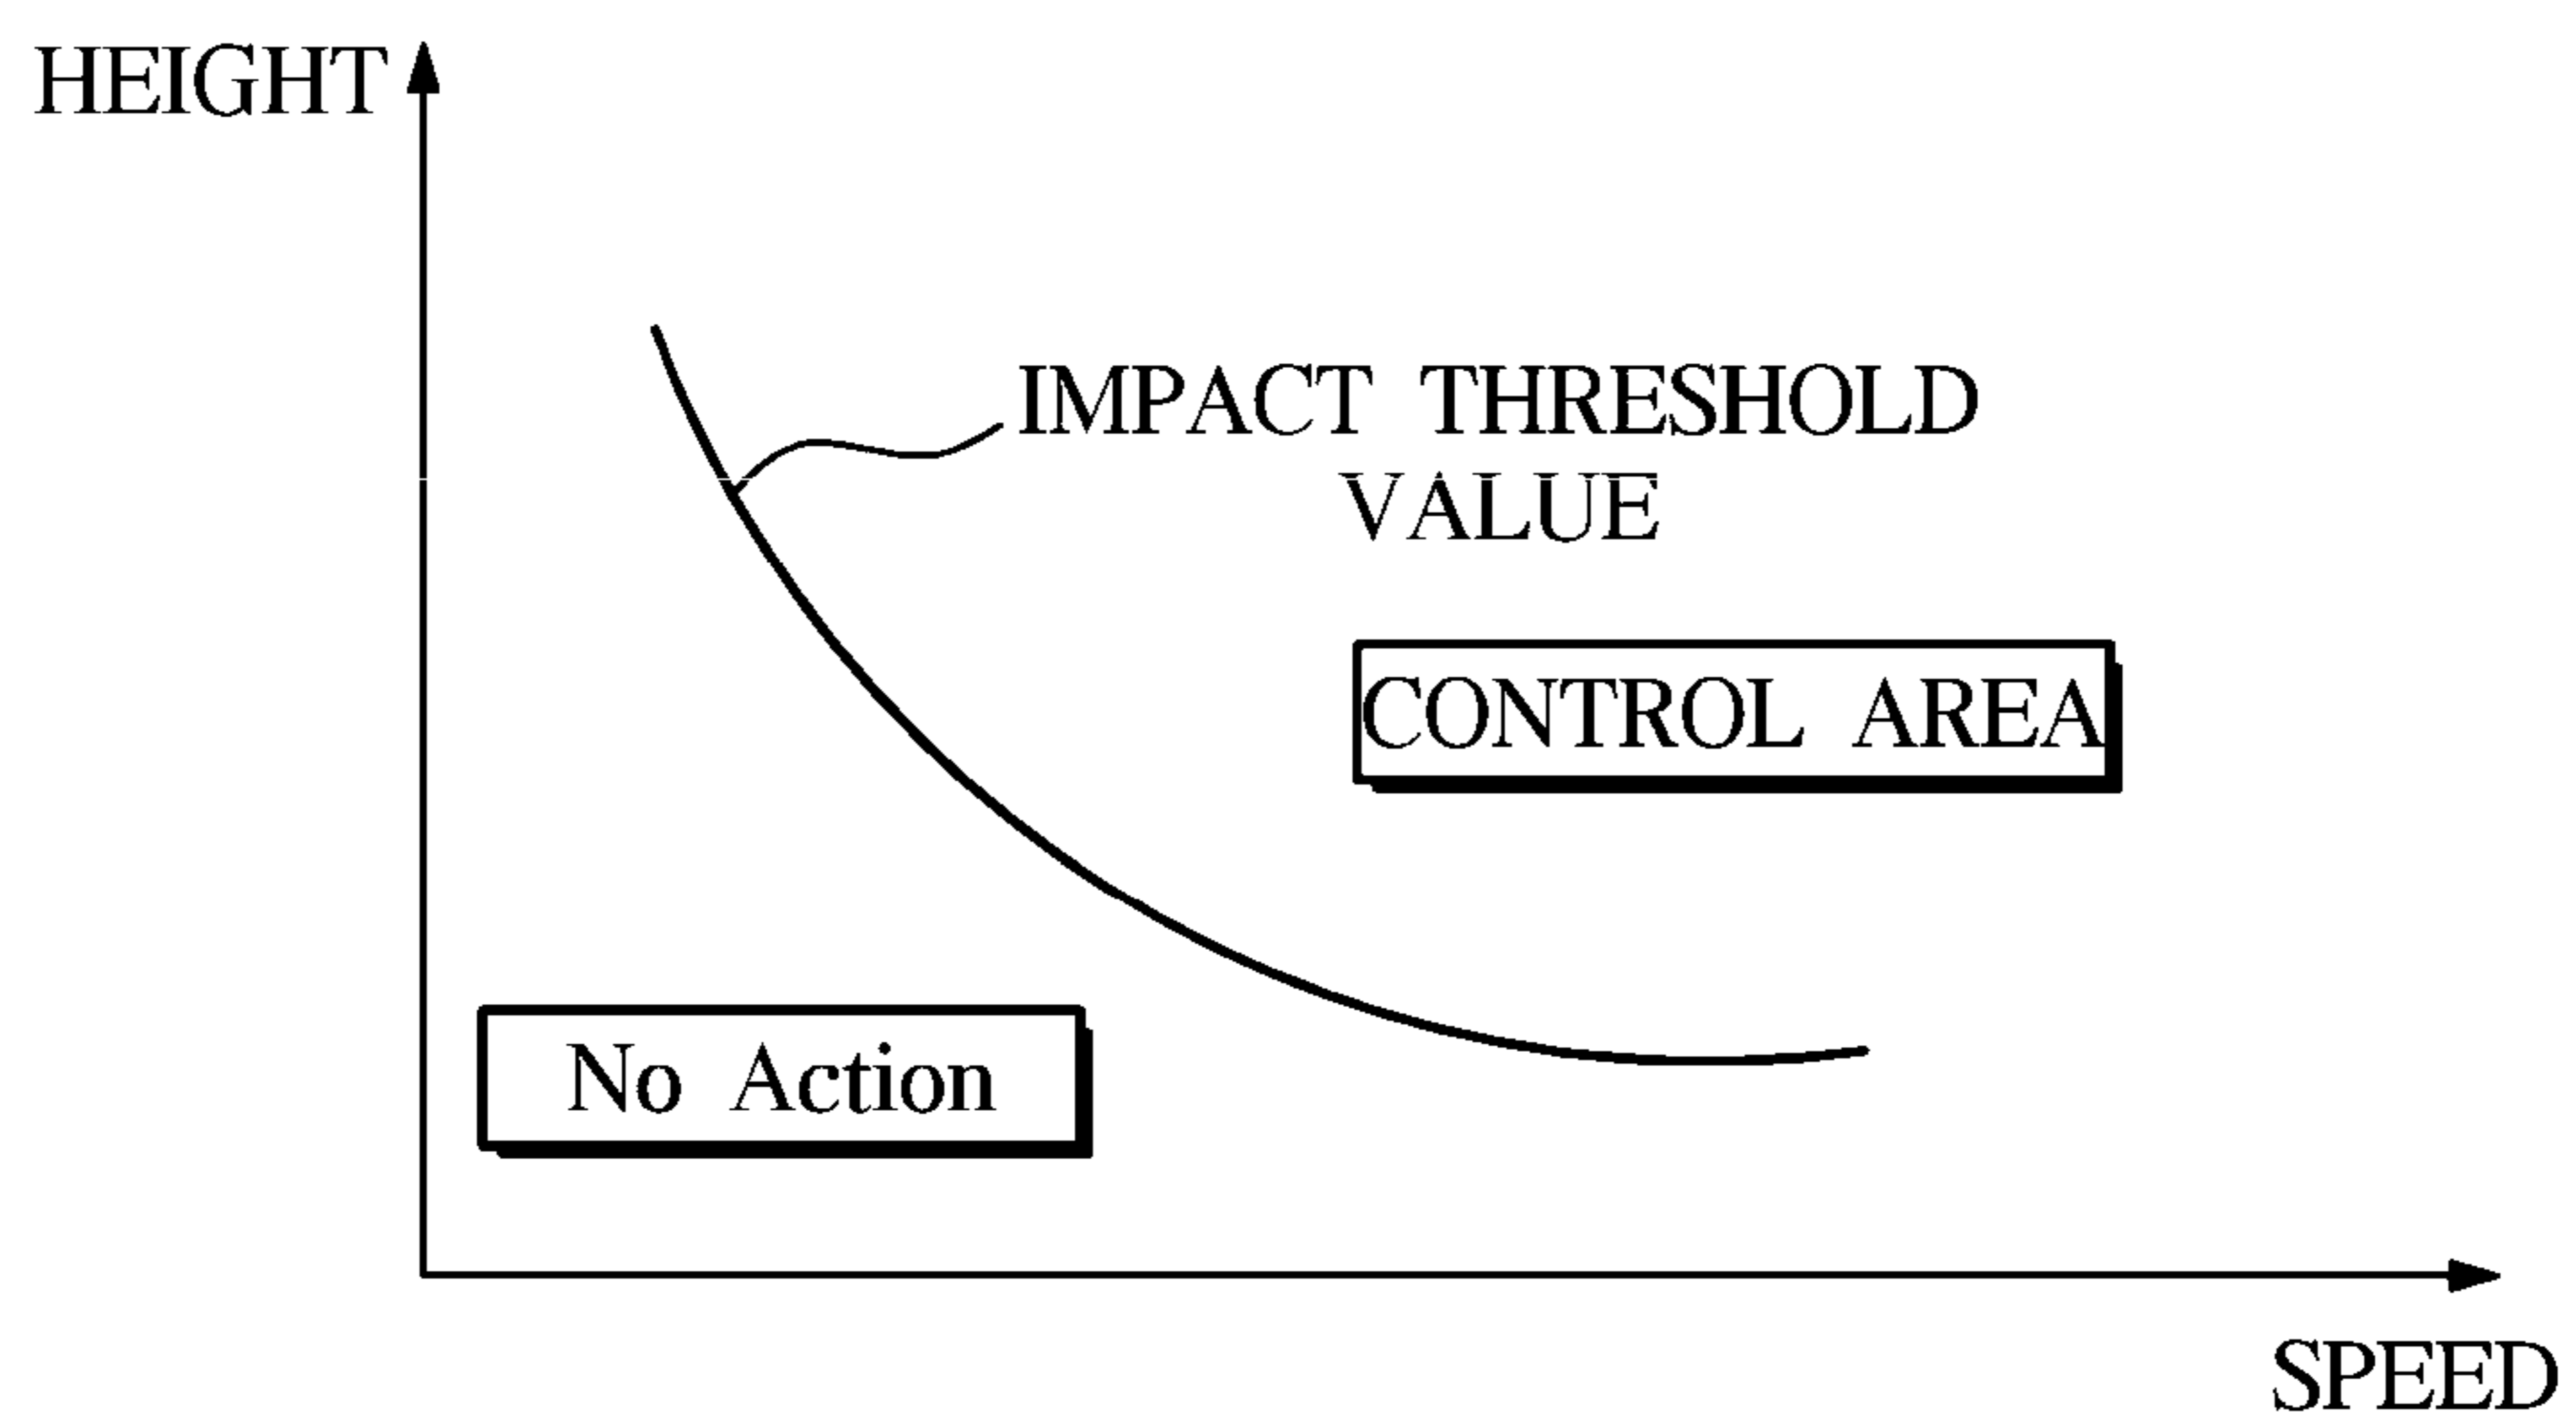 HEIGHT
IMPACT THRESHOLD
VALUE
CONTROL AREA
No Action
SPEED